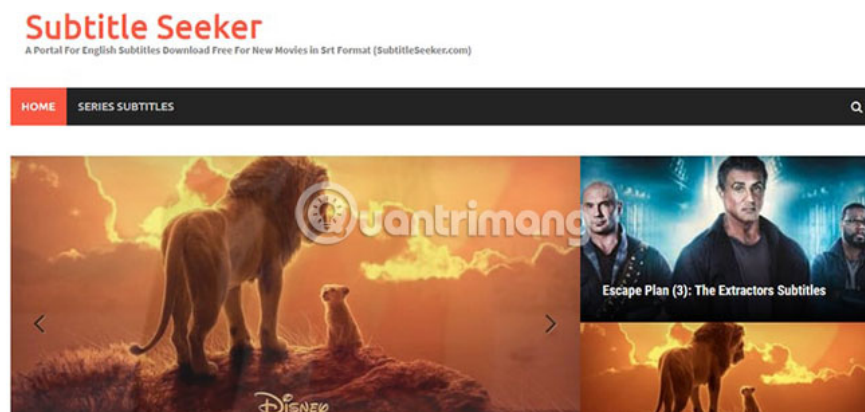 Subtitle Seeker
A Portal For English Subtitles Download Free For New Movies in Srt Format (SubtitleSeeker.com)
HOME SERIES SUBTITLES
Quantrimang
Escape Plan (3): The Extractors Subtitles
DISNEY